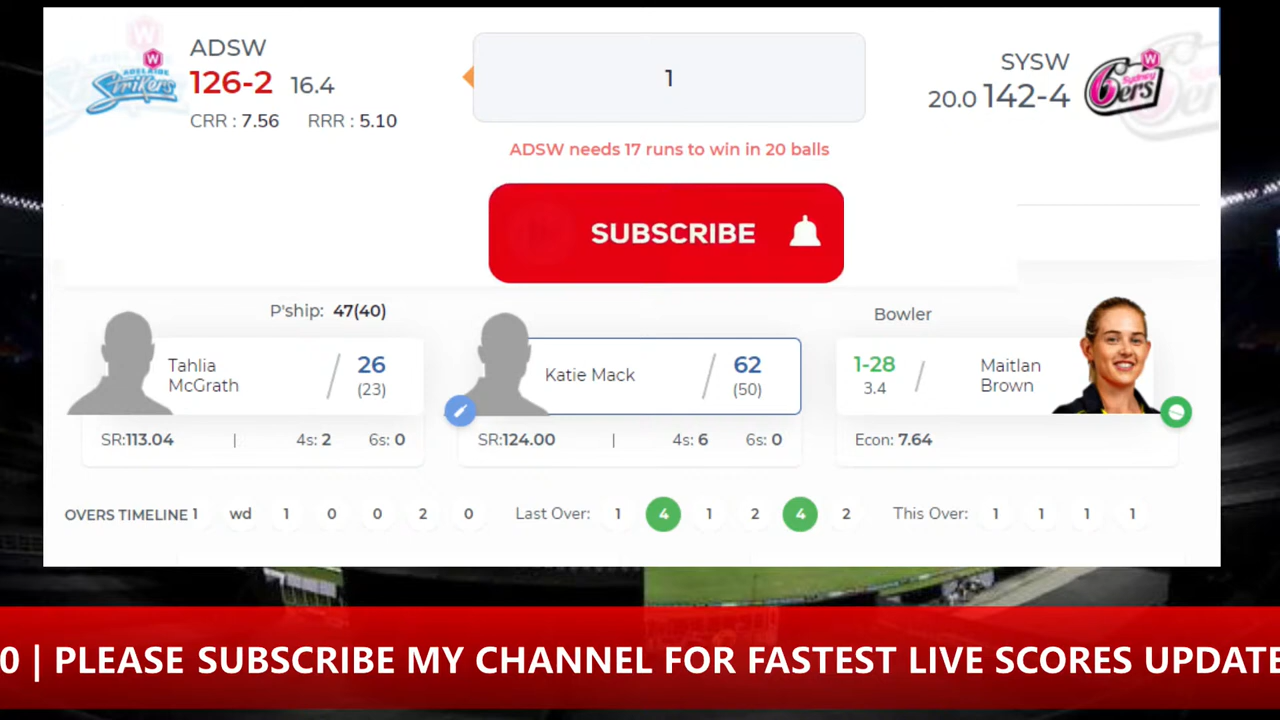 ADSW
126-2 16.4
CRR : 7.56 RRR : 5.10
ADELAIDE
Strikers
W
1
ADSW needs 17 runs to win in 20 balls
SYSW
20.0 142-4
Sydney
6ers
W
SUBSCRIBE
P'ship: 47(40)
Bowler
Tahlia
McGrath
26
(23)
Katie Mack
62
(50)
1-28
3.4
Maitlan
Brown
SR:113.04 | 4s: 2 6s: 0
SR:124.00 | 4s: 6 6s: 0
Econ: 7.64
OVERS TIMELINE 1 wd 1 0 0 2 0 Last Over: 1 4 1 2 4 2 This Over: 1 1 1 1
0 | PLEASE SUBSCRIBE MY CHANNEL FOR FASTEST LIVE SCORES UPDATE